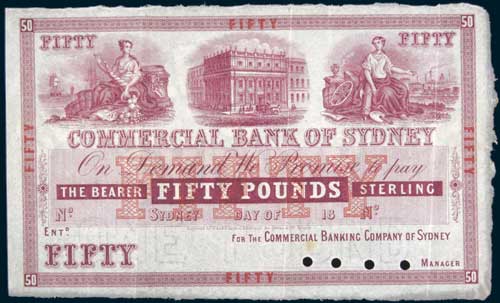 50 FIFTY 50
FIFTY FIFTY
COMMERCIAL BANK OF SYDNEY
On Demand We Promise to pay
FIFTY
THE BEARER FIFTY POUNDS STERLING
No SYDNEY DAY OF 18 No
ENTD
FOR THE COMMERCIAL BANKING COMPANY OF SYDNEY
FIFTY
MANAGER
50 FIFTY 50
FIFTY
FIFTY